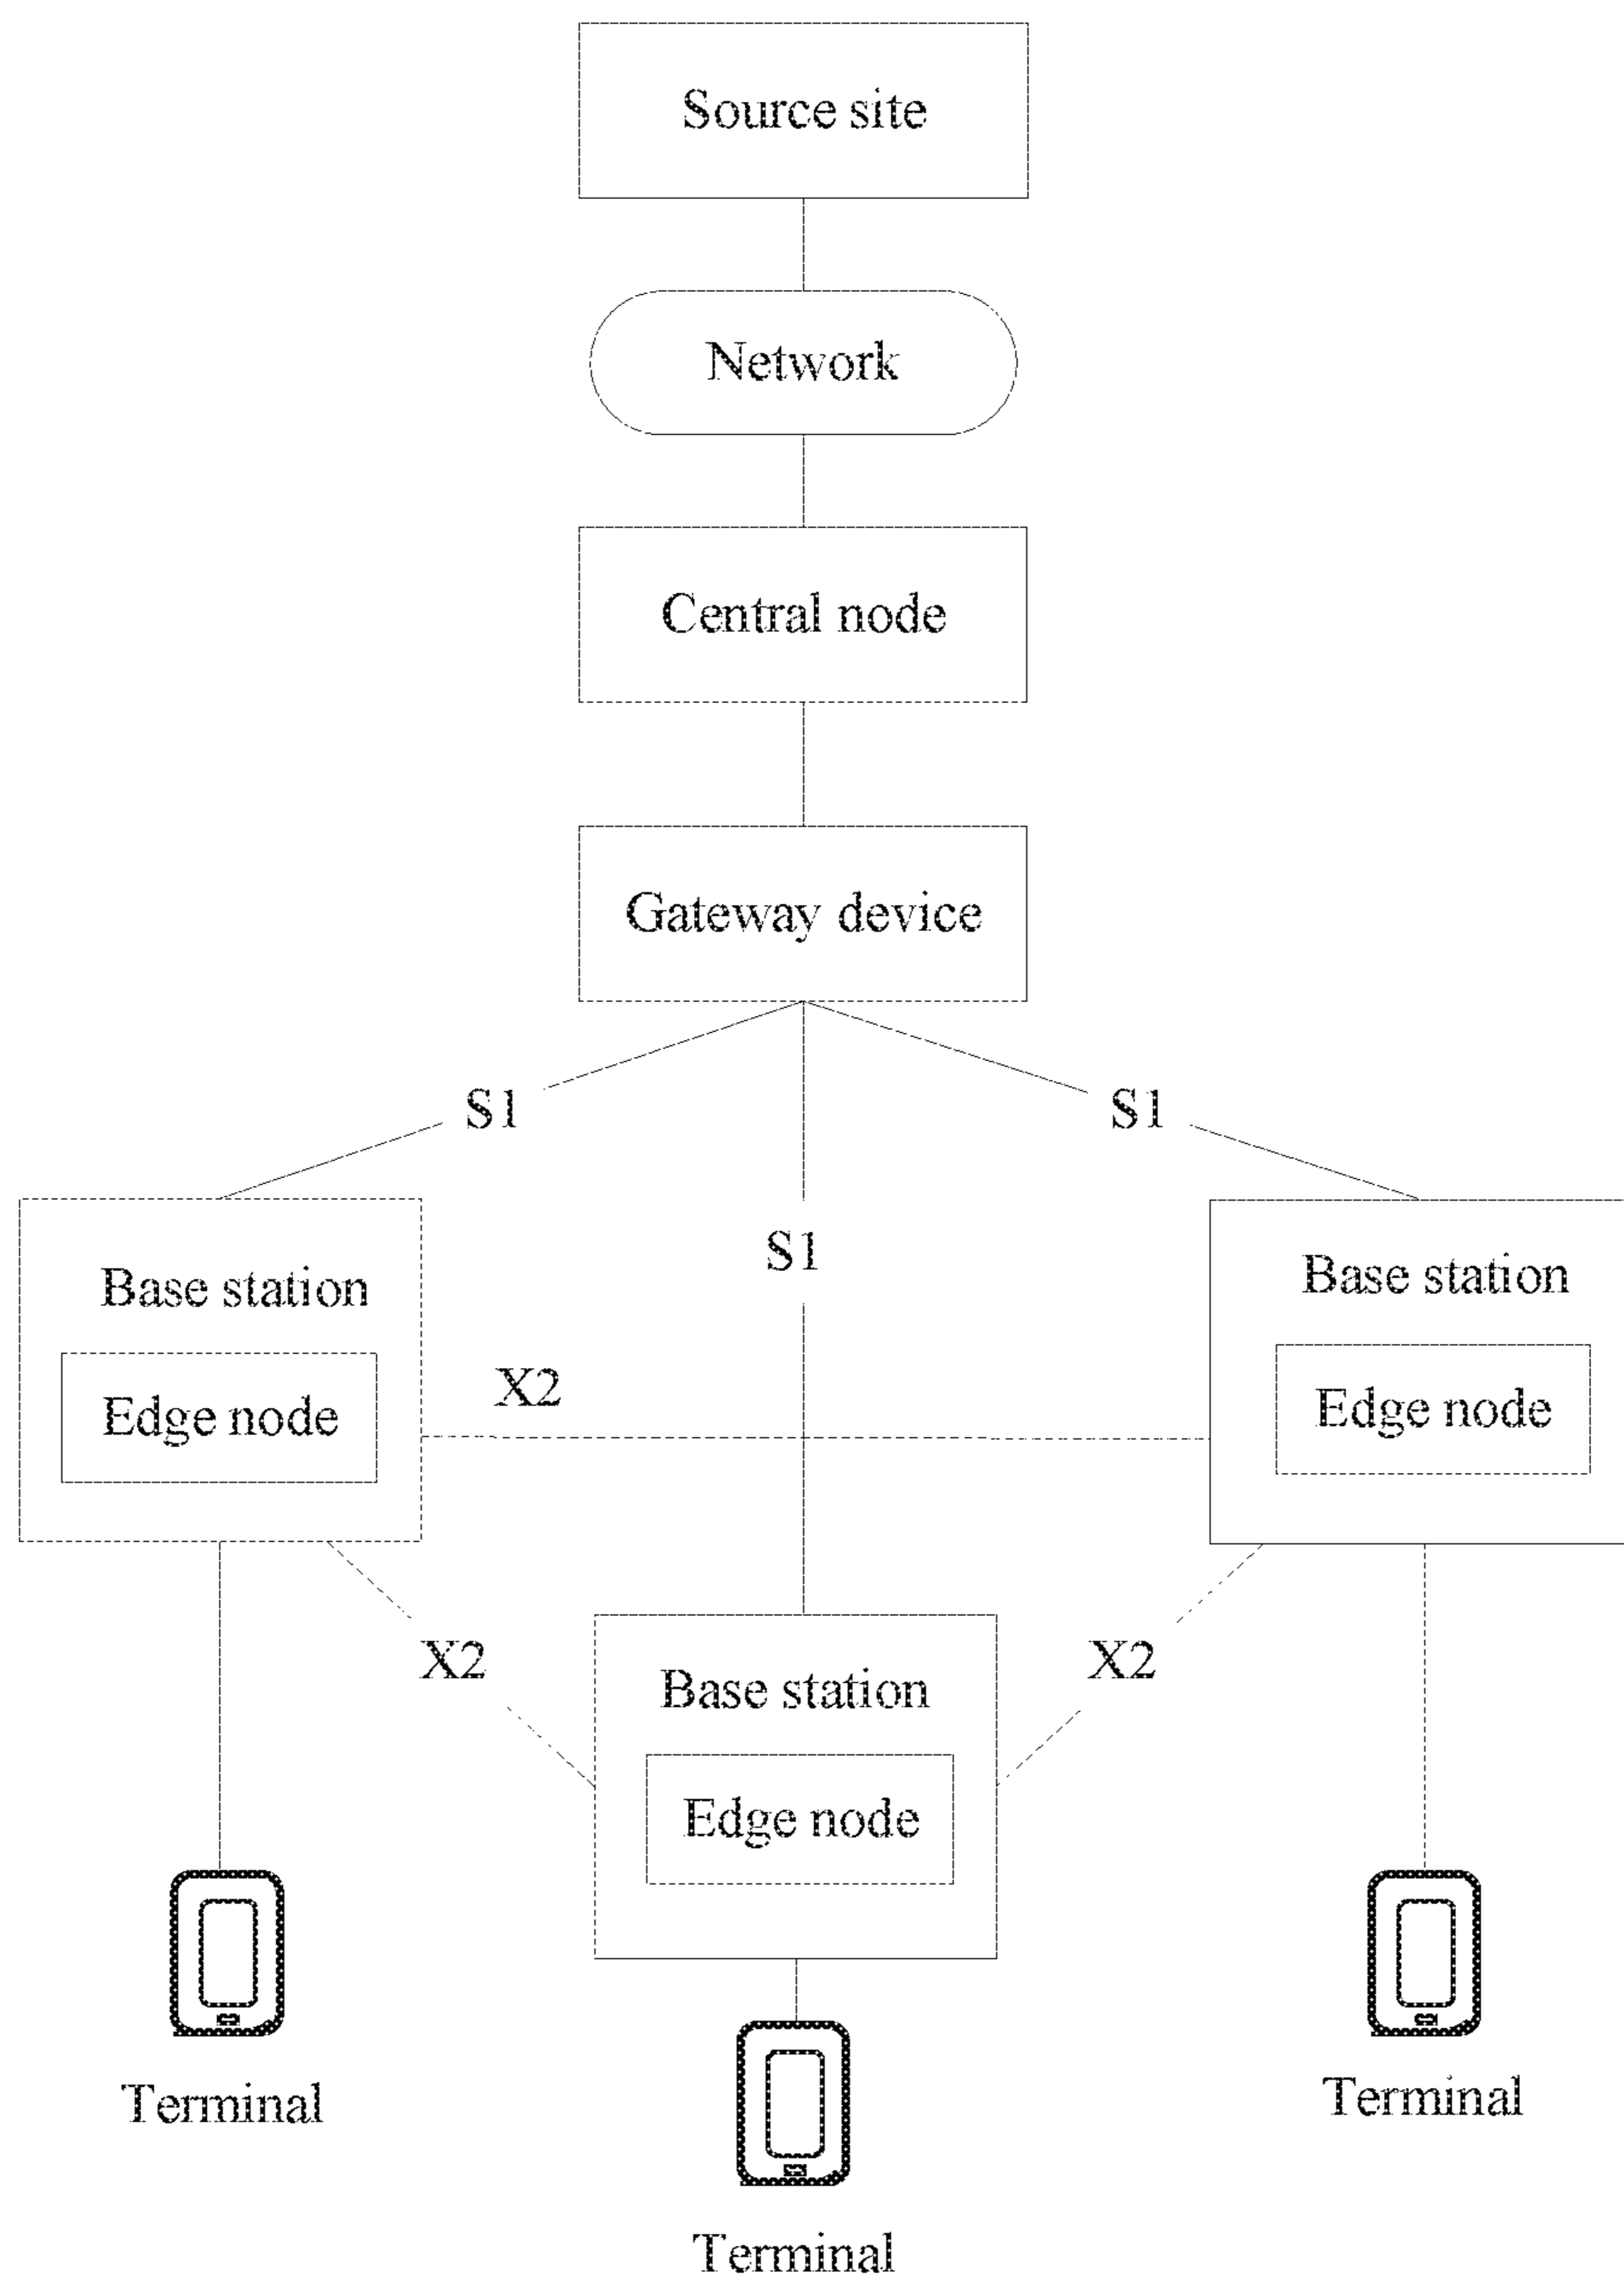 Source site
Network
Central node
Gateway device
S1
S1
S1
Base station
Edge node
X2
Base station
Edge node
X2
X2
Base station
Edge node
Terminal
Terminal
Terminal